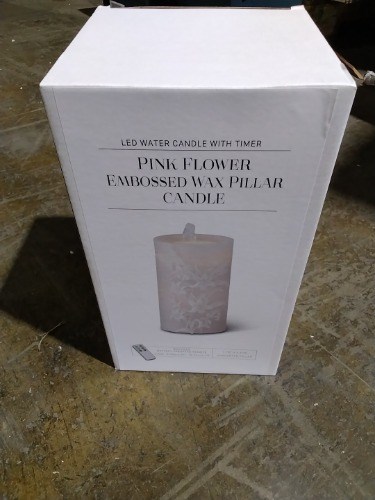 LED WATER CANDLE WITH TIMER
PINK FLOWER
EMBOSSED WAX PILLAR
CANDLE